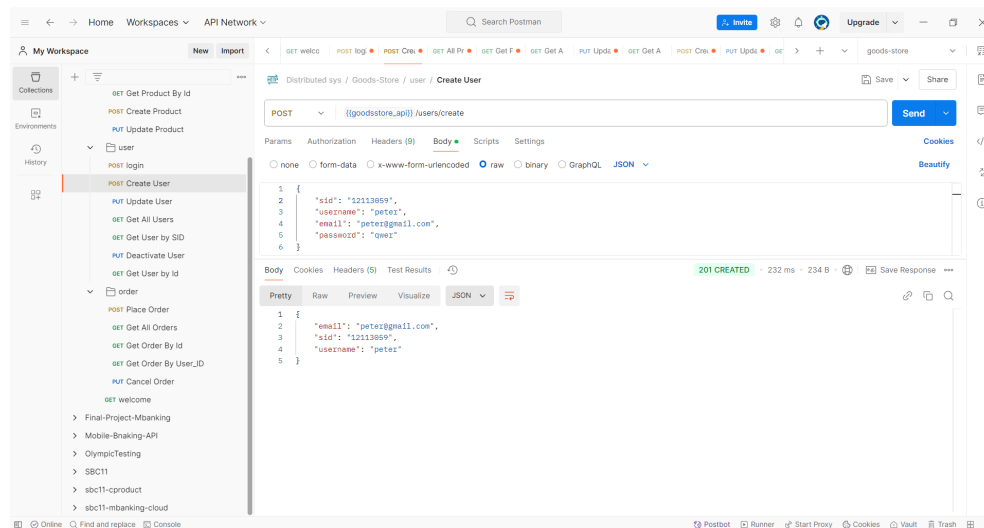 Home Workspaces API Network Search Postman Invite Upgrade
My Workspace New Import GET welcc POST logi POST Crea GET All Pr GET Get F GET Get A PUT Upda GET Get A POST Crea PUT Upda GE goods-store
Collections
Environments
History
GET Get Product By Id
POST Create Product
PUT Update Product
user
POST login
POST Create User
PUT Update User
GET Get All Users
GET Get User by SID
PUT Deactivate User
GET Get User by Id
order
POST Place Order
GET Get All Orders
GET Get Order By Id
GET Get Order By User_ID
PUT Cancel Order
GET welcome
Final-Project-Mbanking
Mobile-Bnaking-API
OlympicTesting
SBC11
sbc11-cproduct
sbc11-mbanking-cloud
HTTP Distributed sys / Goods-Store / user / Create User Save Share
POST {{goodsstore_api}} /users/create Send
Params Authorization Headers (9) Body Scripts Settings Cookies
none form-data x-www-form-urlencoded raw binary GraphQL JSON Beautify
1 {
2 "sid": "12113059",
3 "username": "peter",
4 "email": "peter@gmail.com",
5 "password": "qwer"
6 }
Body Cookies Headers (5) Test Results 201 CREATED 232 ms 234 B Save Response
Pretty Raw Preview Visualize JSON
1 {
2 "email": "peter@gmail.com",
3 "sid": "12113059",
4 "username": "peter"
5 }
Online Find and replace Console Postbot Runner Start Proxy Cookies Vault Trash